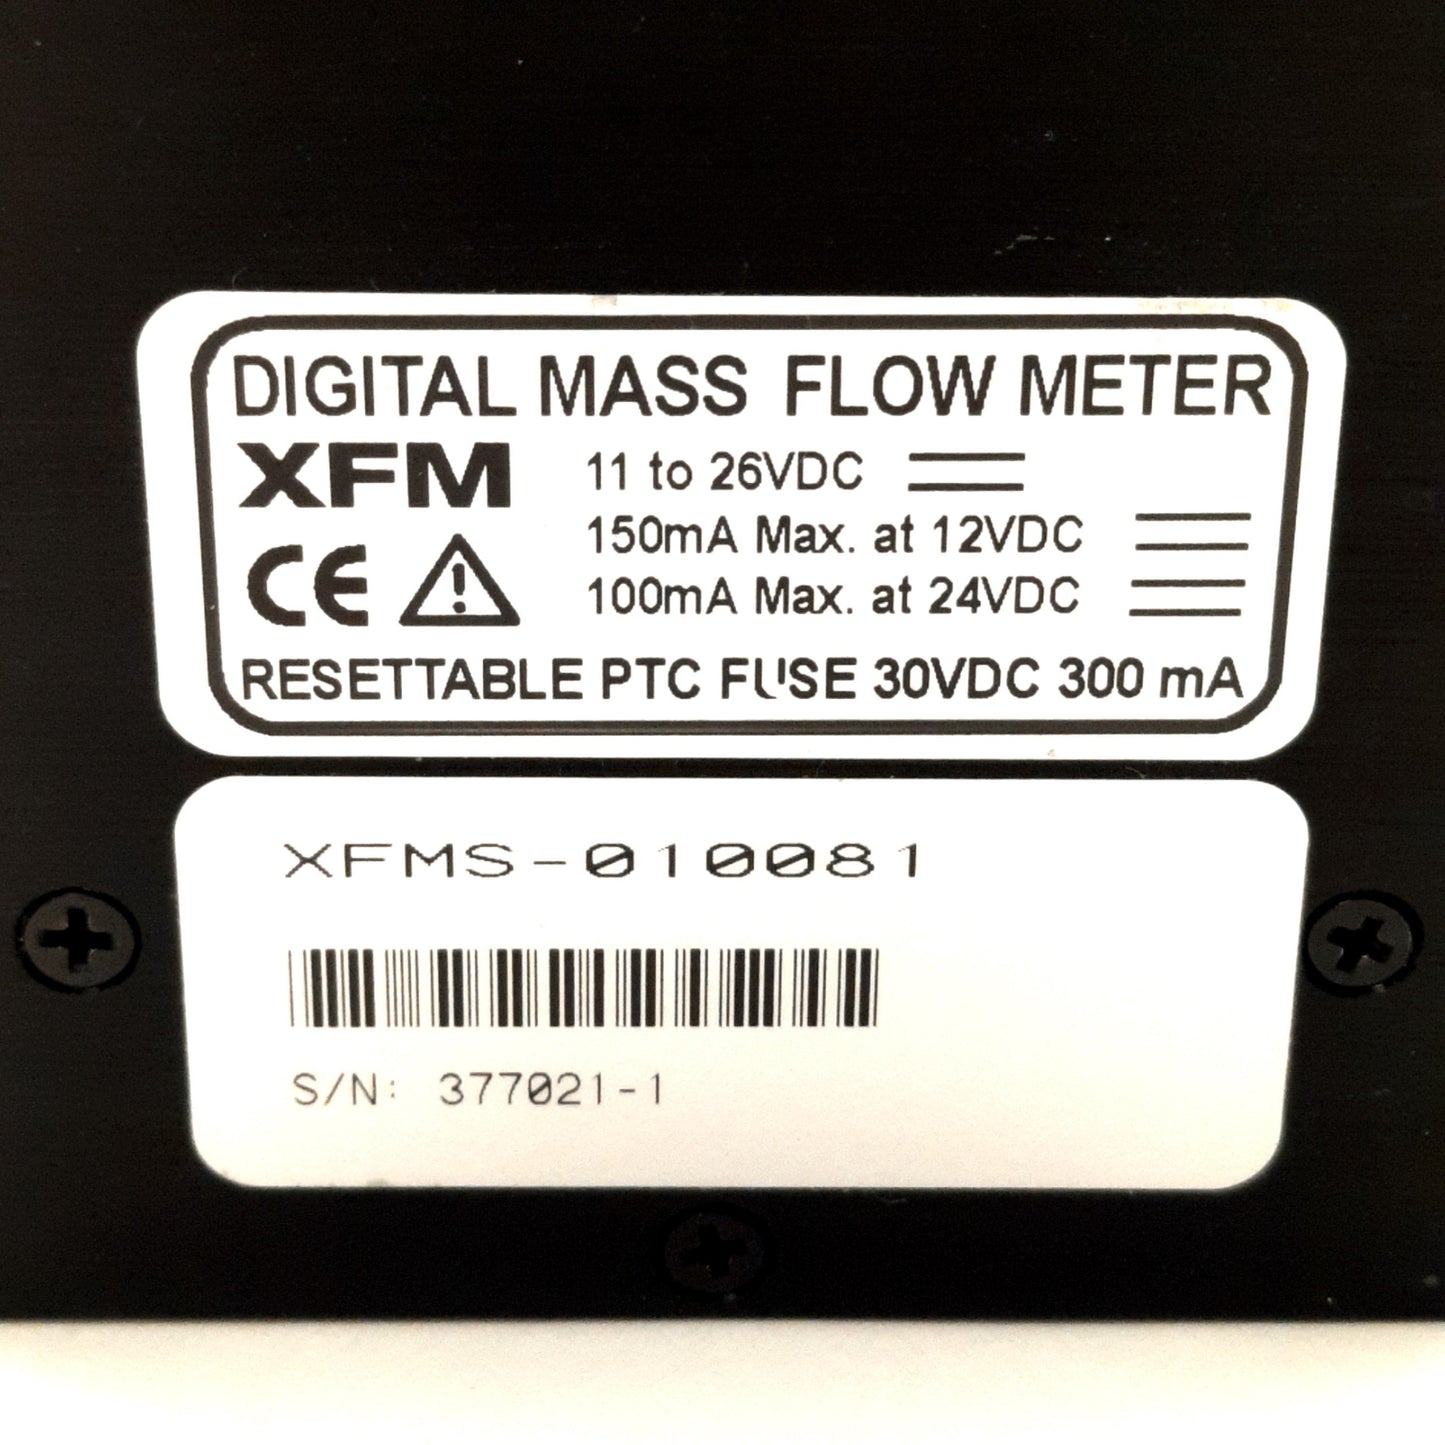 DIGITAL MASS FLOW METER
XFM 11 to 26VDC
150mA Max. at 12VDC
CE 100mA Max. at 24VDC
RESETTABLE PTC FUSE 30VDC 300 mA
XFMS-010081
S/N: 377021-1